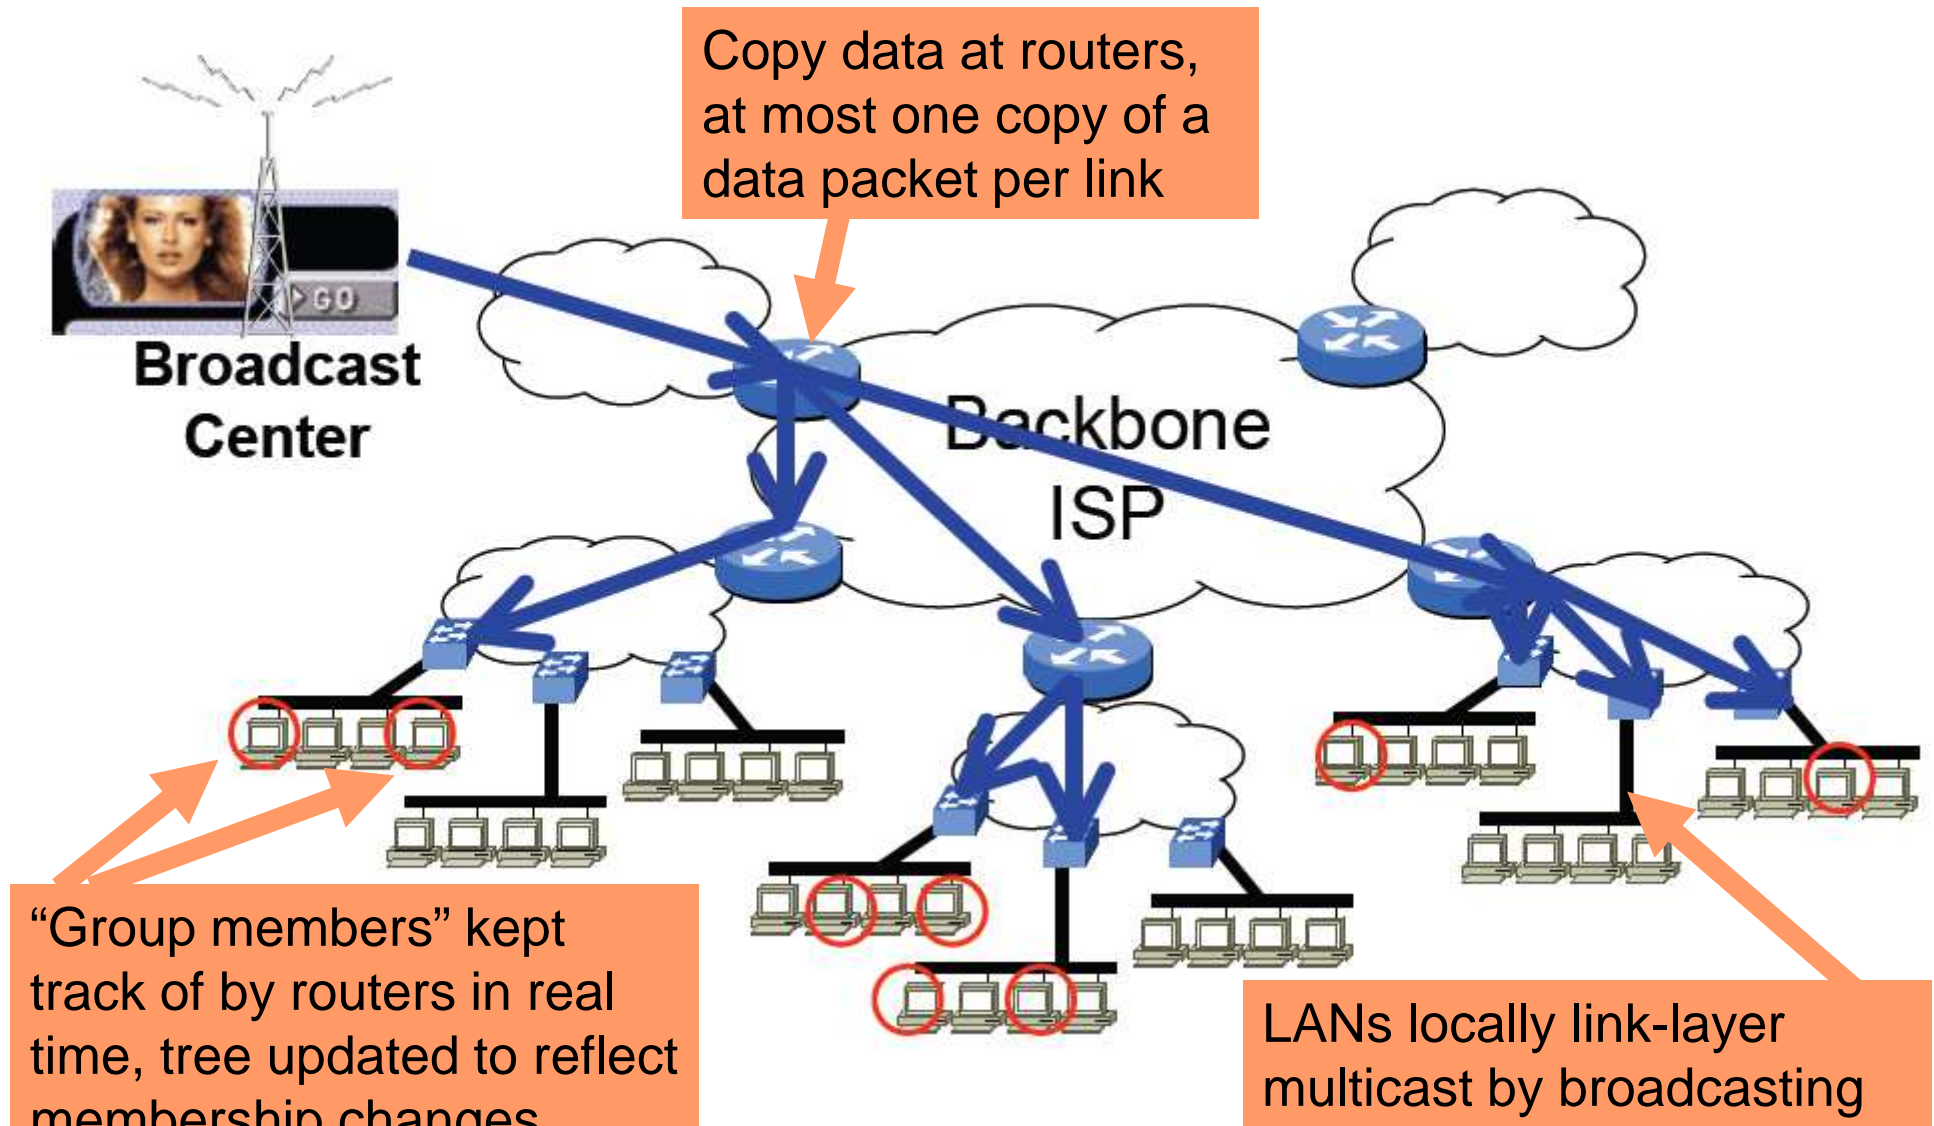 Copy data at routers,
at most one copy of a
data packet per link
GO
Broadcast
Center
Backbone
ISP
“Group members” kept
track of by routers in real
time, tree updated to reflect
membership changes
LANs locally link-layer
multicast by broadcasting